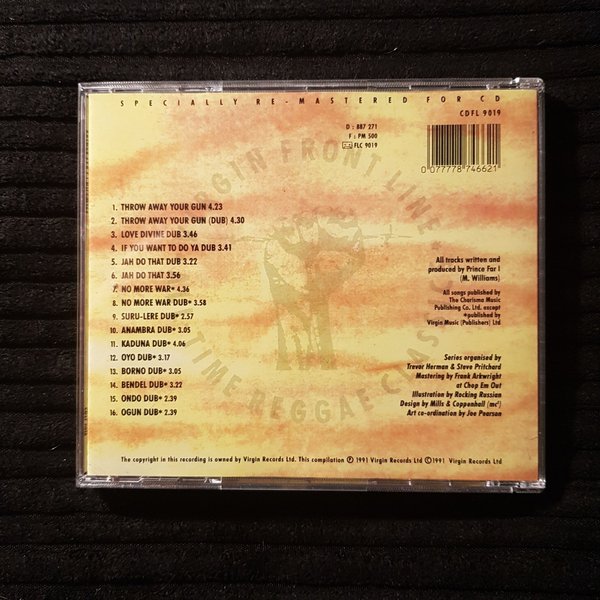 SPECIALLY RE-MASTERED FOR CD
CDFL 9019
D : 887 271
F : PM 500
FLC 9019
0 077778 746621
VIRGIN FRONT LINE
TIME REGGAE CLASSICS
1. THROW AWAY YOUR GUN 4.23
2. THROW AWAY YOUR GUN (DUB) 4.30
3. LOVE DIVINE DUB 3.46
4. IF YOU WANT TO DO YA DUB 3.41
5. JAH DO THAT DUB 3.22
6. JAH DO THAT 3.56
7. NO MORE WAR* 4.36
8. NO MORE WAR DUB* 3.58
9. SURU-LERE DUB* 2.57
10. ANAMBRA DUB* 3.05
11. KADUNA DUB* 4.06
12. OYO DUB* 3.17
13. BORNO DUB* 3.05
14. BENDEL DUB* 3.22
15. ONDO DUB* 2.39
16. OGUN DUB* 2.39
All tracks written and
produced by Prince Far I
(M. Williams)
All songs published by
The Charisma Music
Publishing Co. Ltd. except
*published by
Virgin Music (Publishers) Ltd
Series organised by
Trevor Herman & Steve Pritchard
Mastering by Frank Arkwright
at Chop Em Out
Illustration by Rocking Russian
Design by Mills & Coppenhall (mc²)
Art co-ordination by Joe Pearson
The copyright in this recording is owned by Virgin Records Ltd. This compilation ℗ 1991 Virgin Records Ltd © 1991 Virgin Records Ltd